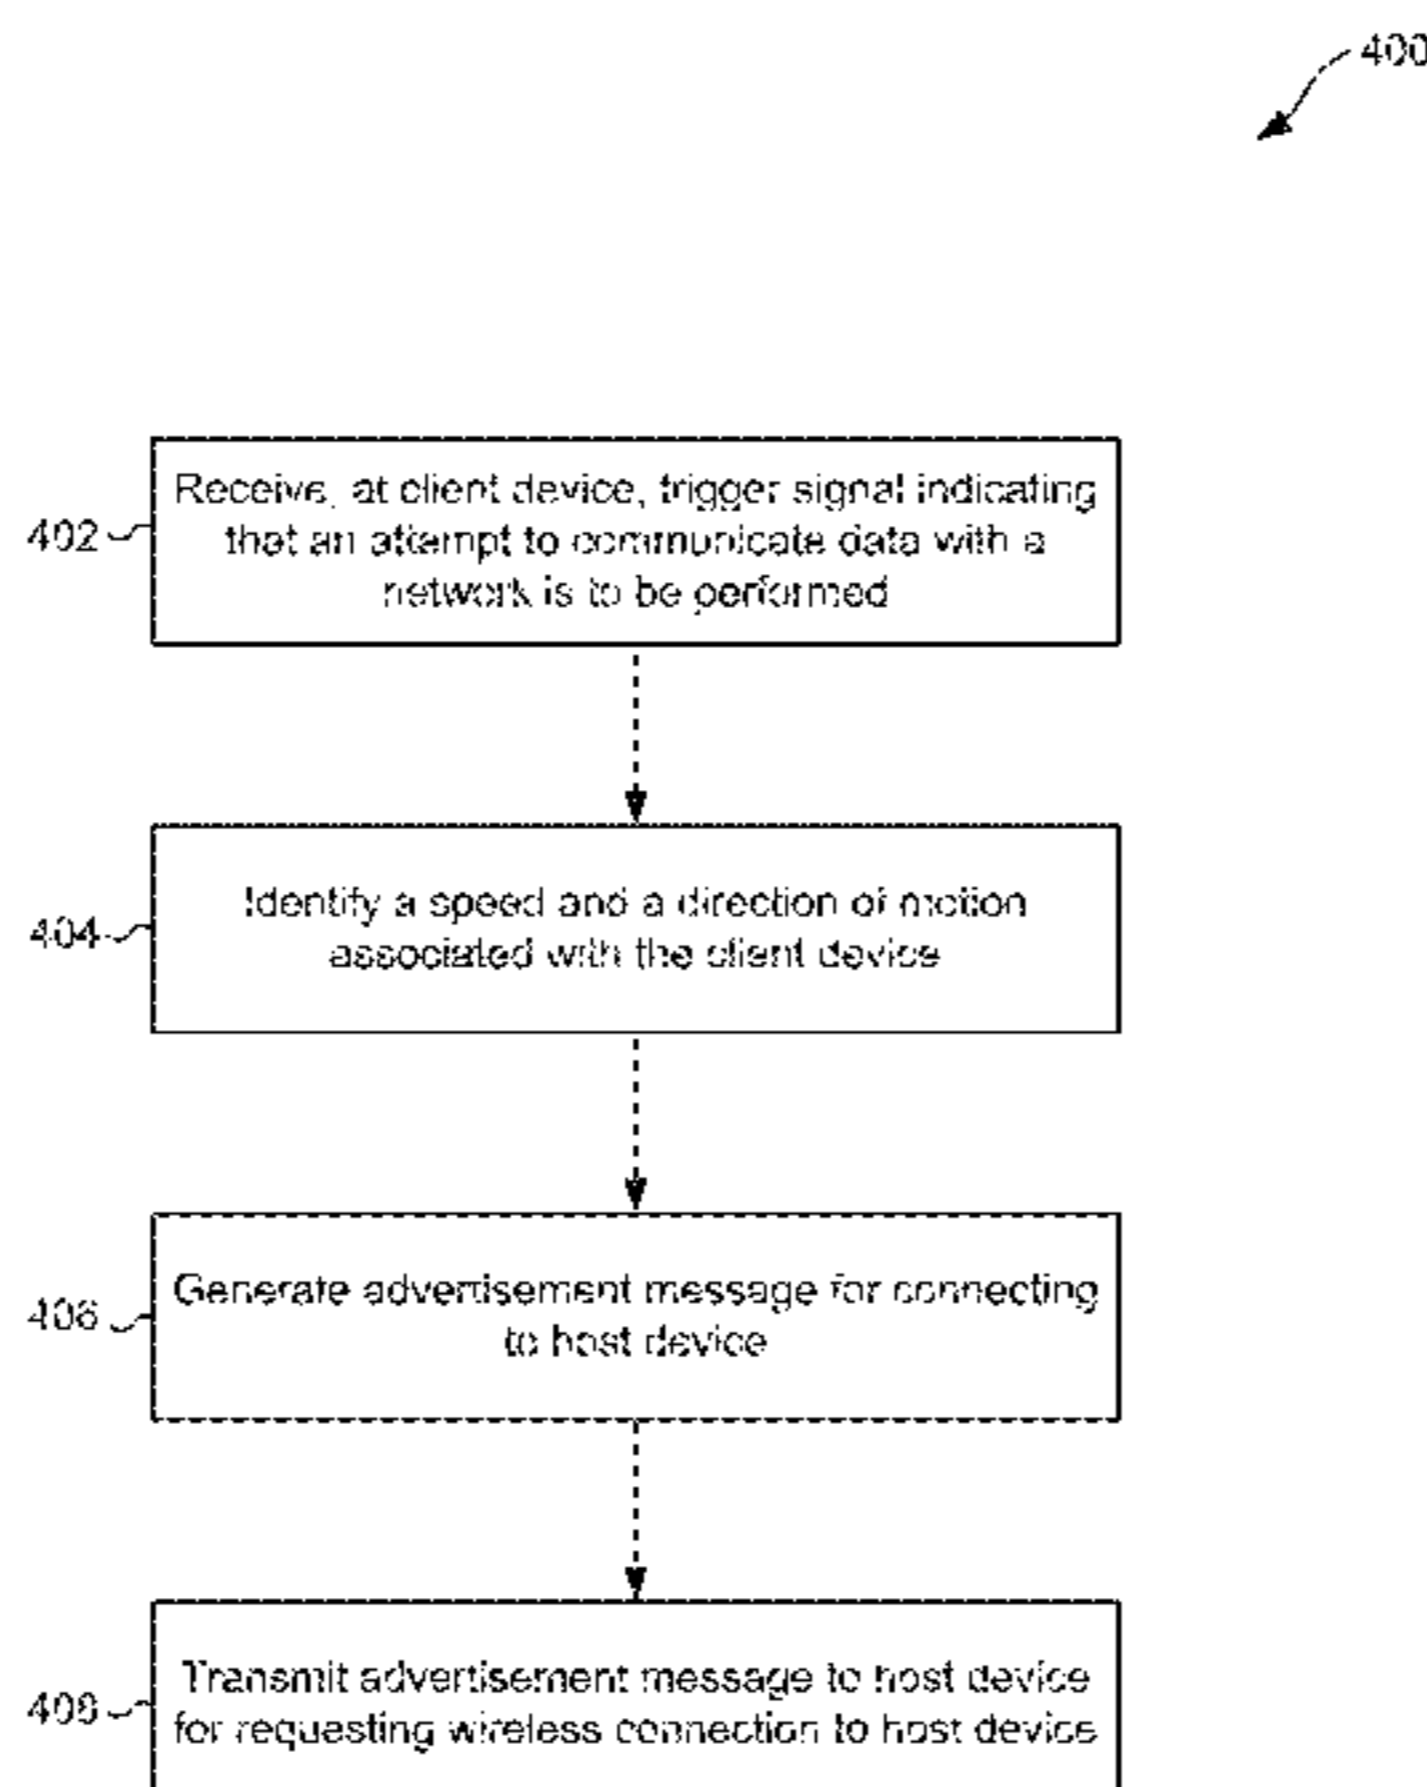 400
402
Receive, at client device, trigger signal indicating
that an attempt to communicate data with a
network is to be performed
404
Identify a speed and a direction of motion
associated with the client device
406
Generate advertisement message for connecting
to host device
408
Transmit advertisement message to host device
for requesting wireless connection to host device